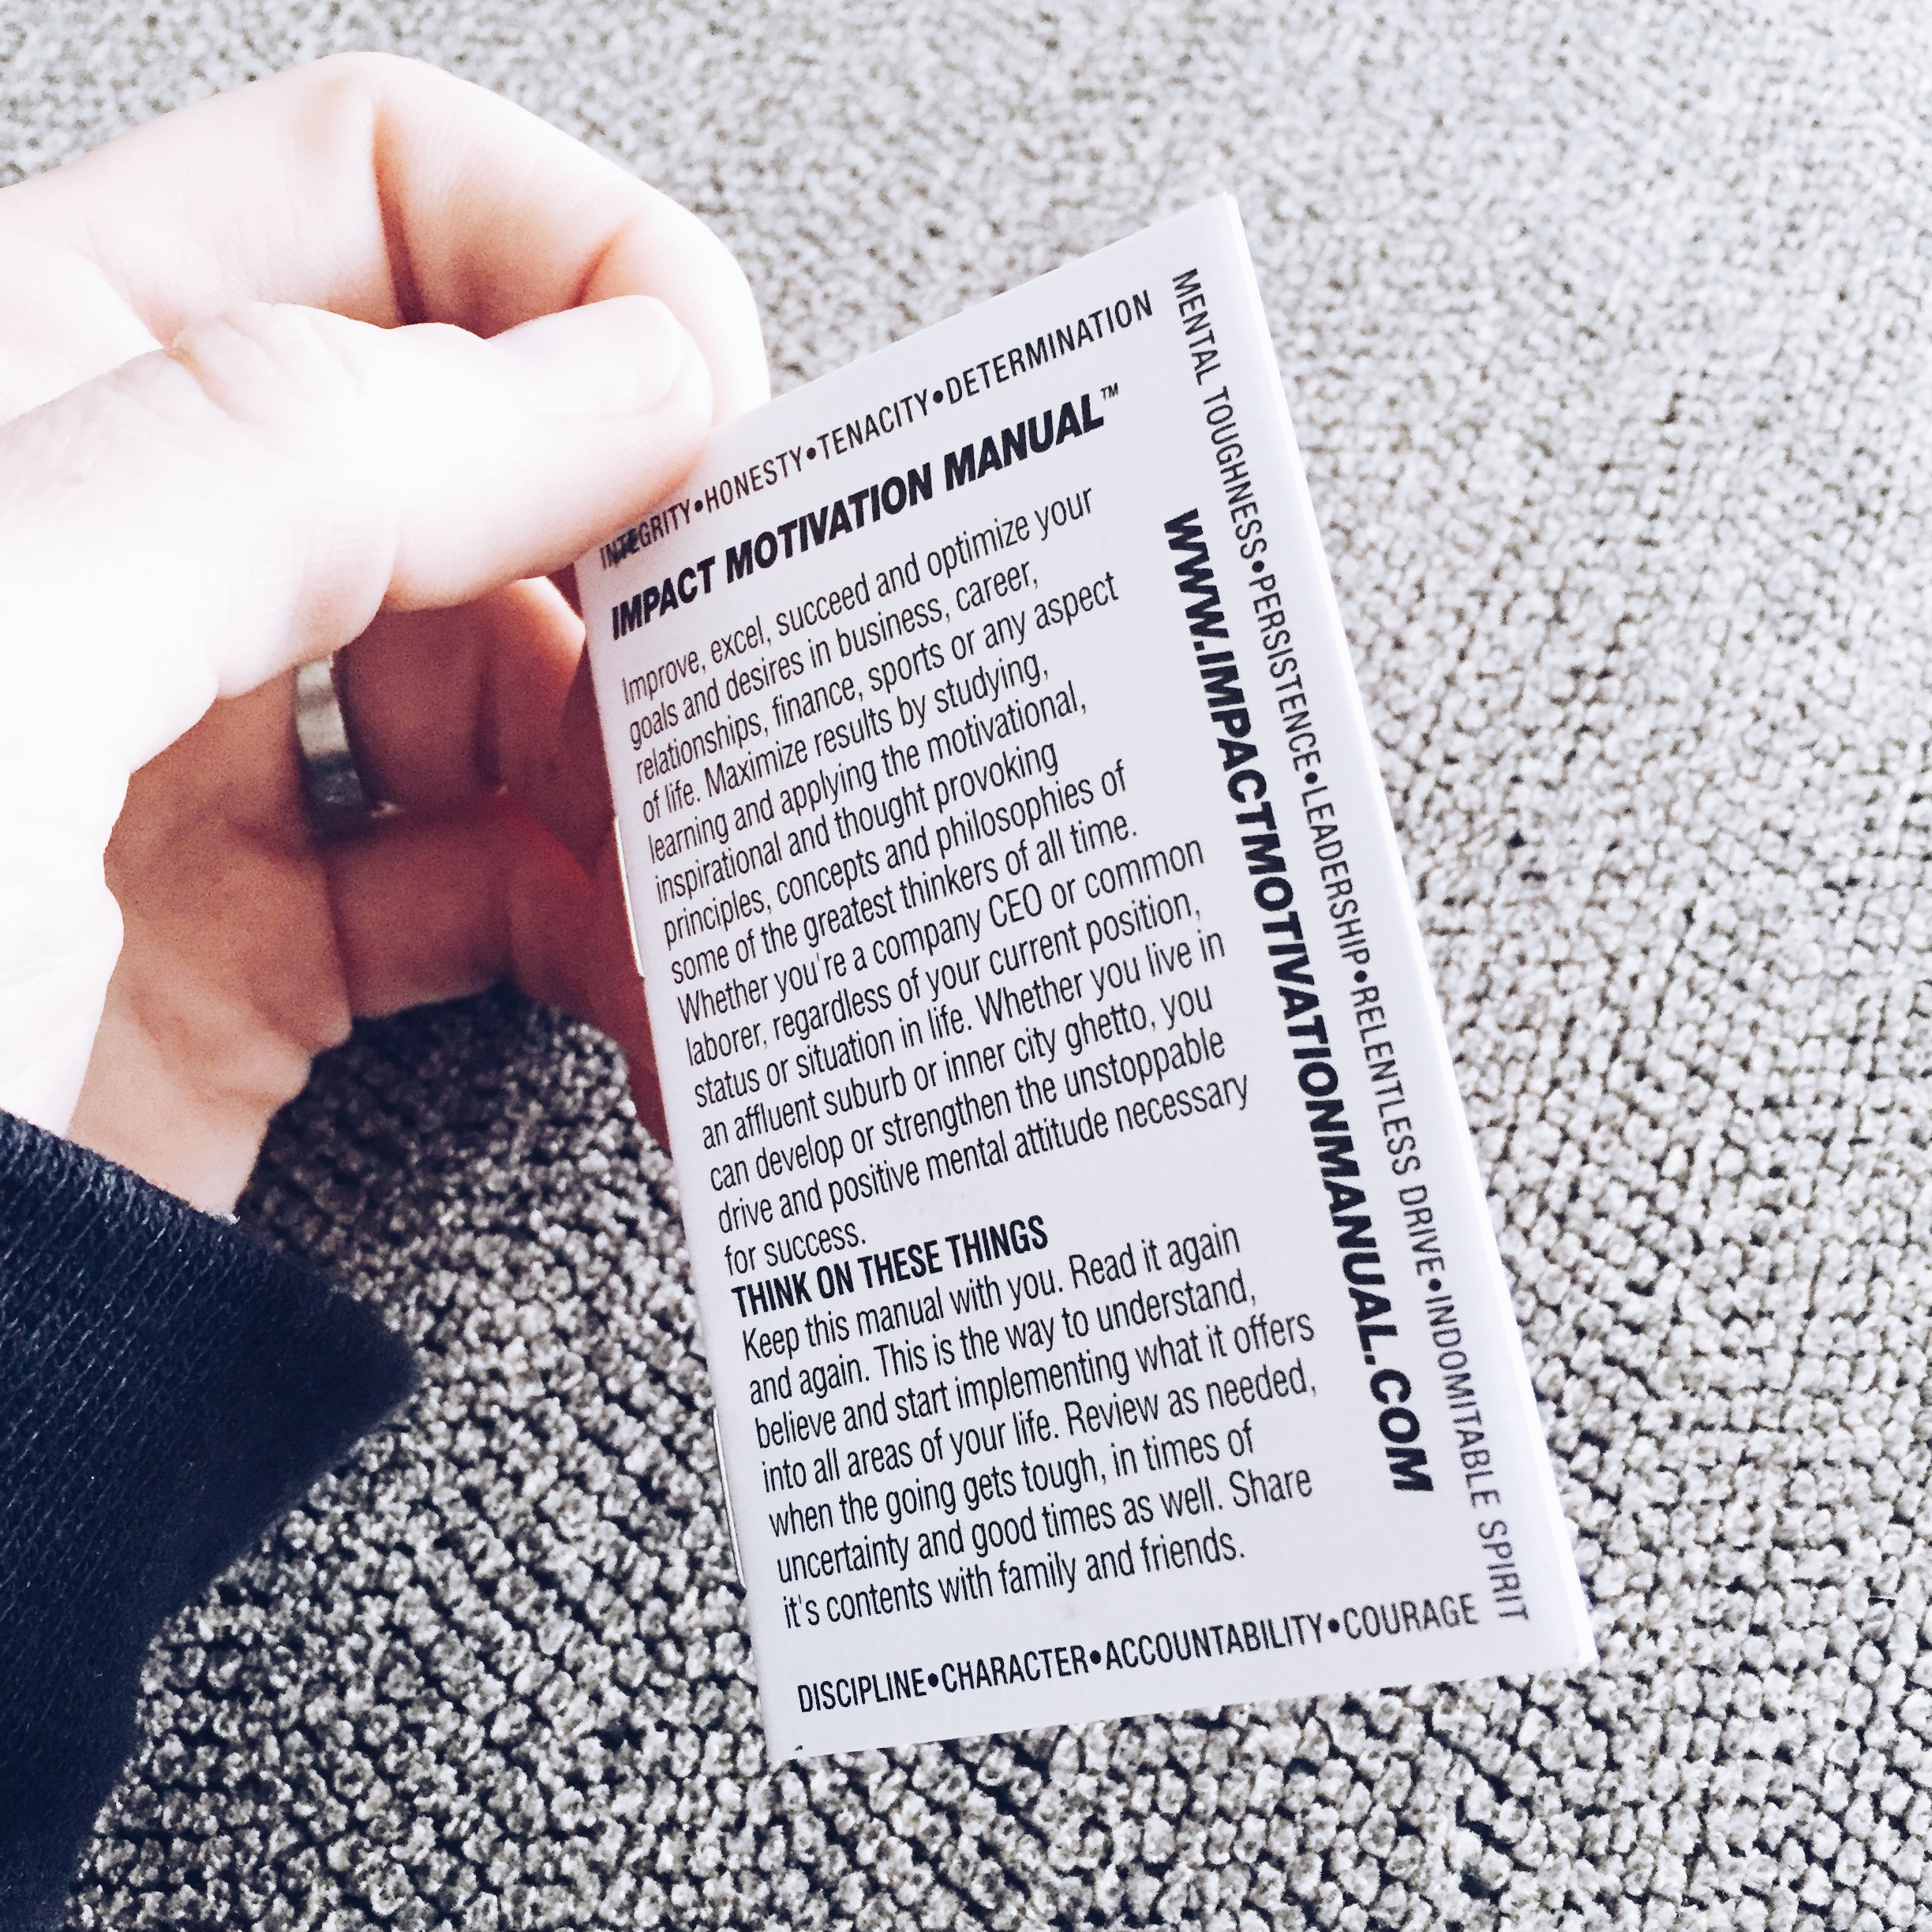 INTEGRITY•HONESTY•TENACITY•DETERMINATION
IMPACT MOTIVATION MANUAL™
Improve, excel, succeed and optimize your
goals and desires in business, career,
relationships, finance, sports or any aspect
of life. Maximize results by studying,
learning and applying the motivational,
inspirational and thought provoking
principles, concepts and philosophies of
some of the greatest thinkers of all time.
Whether you're a company CEO or common
laborer, regardless of your current position,
status or situation in life. Whether you live in
an affluent suburb or inner city ghetto, you
can develop or strengthen the unstoppable
drive and positive mental attitude necessary
for success.
THINK ON THESE THINGS
Keep this manual with you. Read it again
and again. This is the way to understand,
believe and start implementing what it offers
into all areas of your life. Review as needed,
when the going gets tough, in times of
uncertainty and good times as well. Share
it's contents with family and friends.
DISCIPLINE•CHARACTER•ACCOUNTABILITY•COURAGE
WWW.IMPACTMOTIVATIONMANUAL.COM
MENTAL TOUGHNESS•PERSISTENCE•LEADERSHIP•RELENTLESS DRIVE•INDOMITABLE SPIRIT